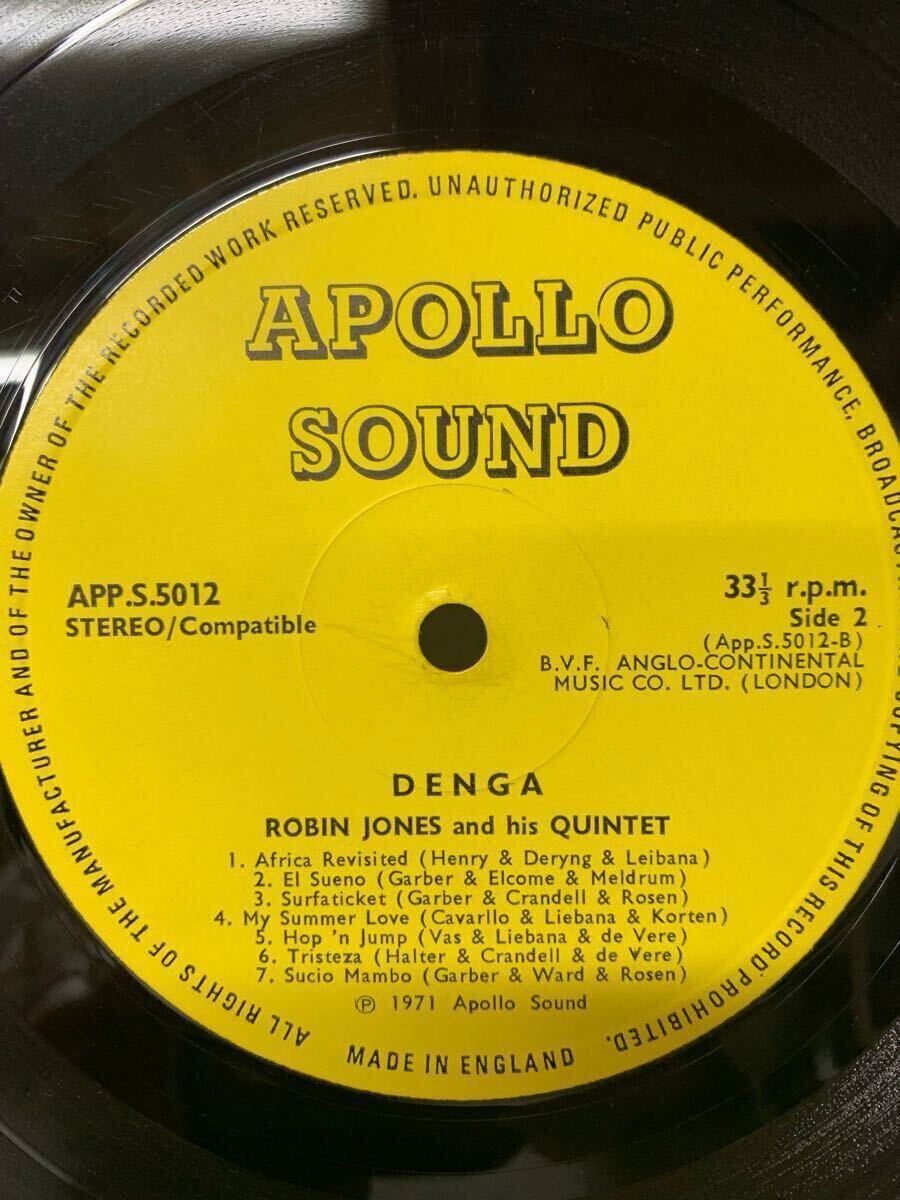 ALL RIGHTS OF THE MANUFACTURER AND OF THE OWNER OF THE RECORDED WORK RESERVED. UNAUTHORIZED PUBLIC PERFORMANCE, COPYING OF THIS RECORD PROHIBITED.
APOLLO
SOUND
APP.S.5012
STEREO/Compatible
33⅓ r.p.m.
Side 2
(App.S.5012-B)
B.V.F. ANGLO-CONTINENTAL
MUSIC CO. LTD. (LONDON)
DENGA
ROBIN JONES and his QUINTET
1. Africa Revisited (Henry & Deryng & Leibana)
2. El Sueno (Garber & Elcome & Meldrum)
3. Surfaticket (Garber & Crandell & Rosen)
4. My Summer Love (Cavarllo & Liebana & Korten)
5. Hop 'n Jump (Vas & Liebana & de Vere)
6. Tristeza (Halter & Crandell & de Vere)
7. Sucio Mambo (Garber & Ward & Rosen)
℗ 1971 Apollo Sound
MADE IN ENGLAND